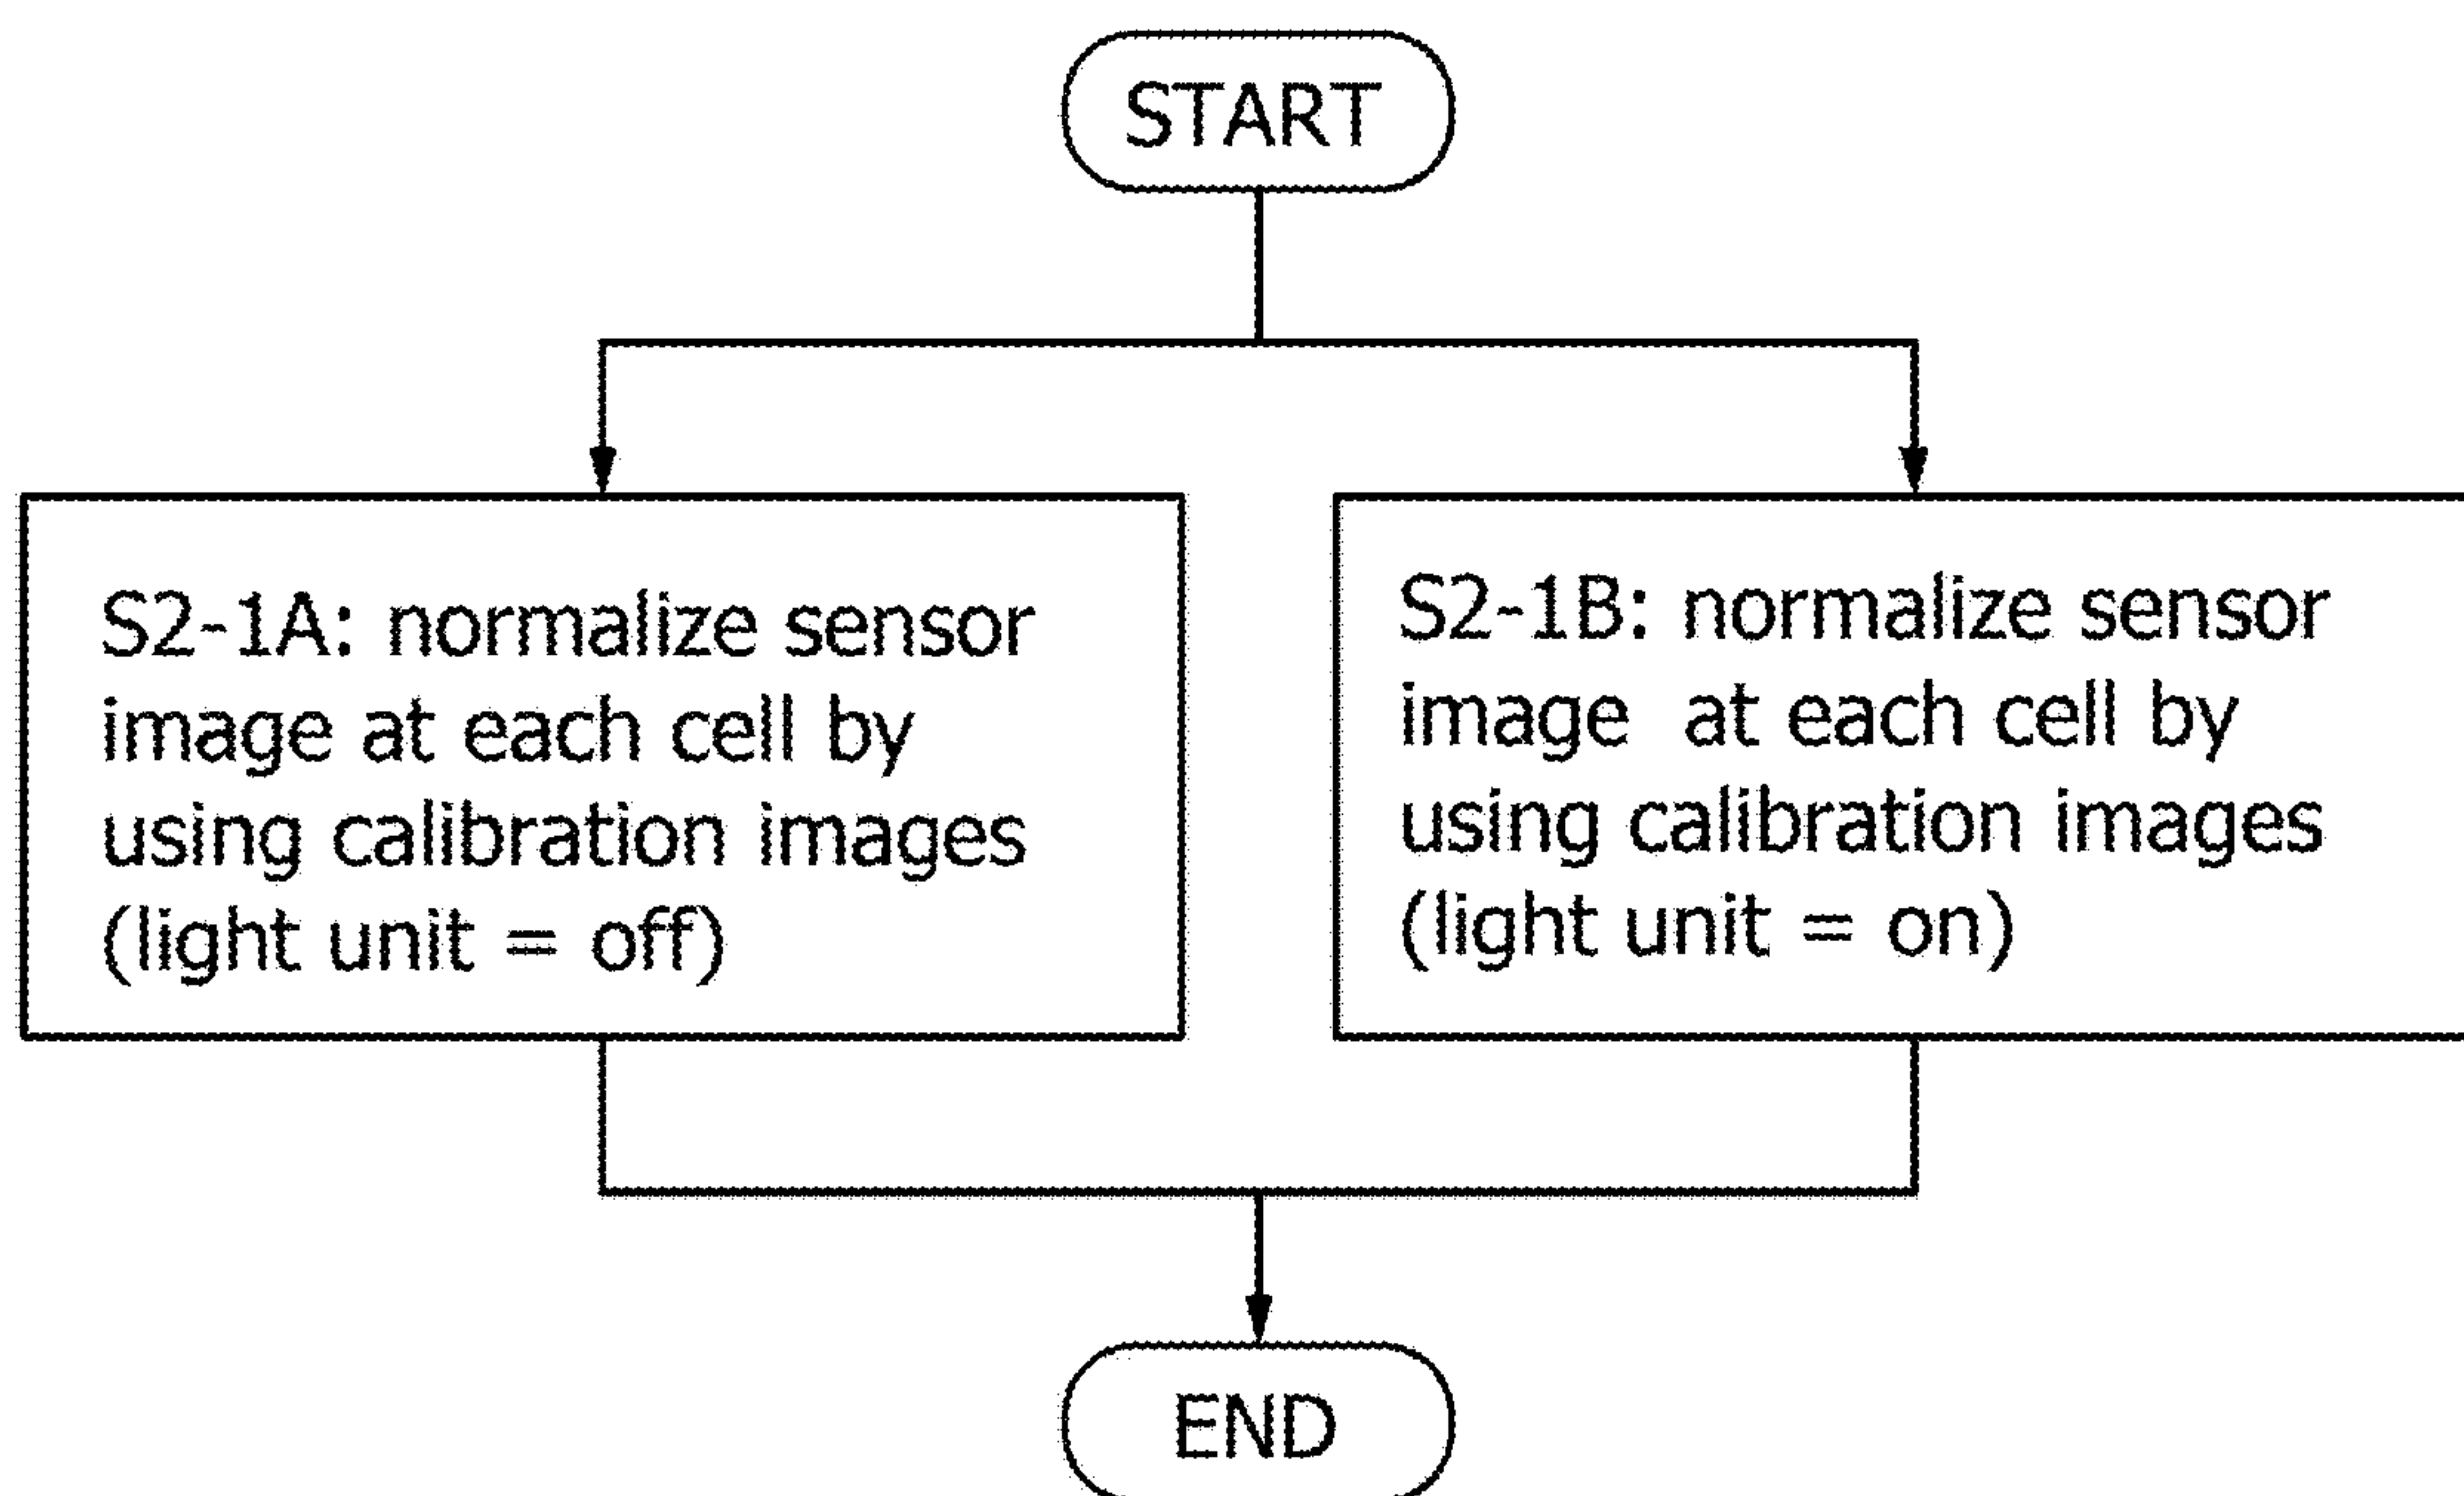 START
S2-1A: normalize sensor
image at each cell by
using calibration images
(light unit = off)
S2-1B: normalize sensor
image at each cell by
using calibration images
(light unit = on)
END